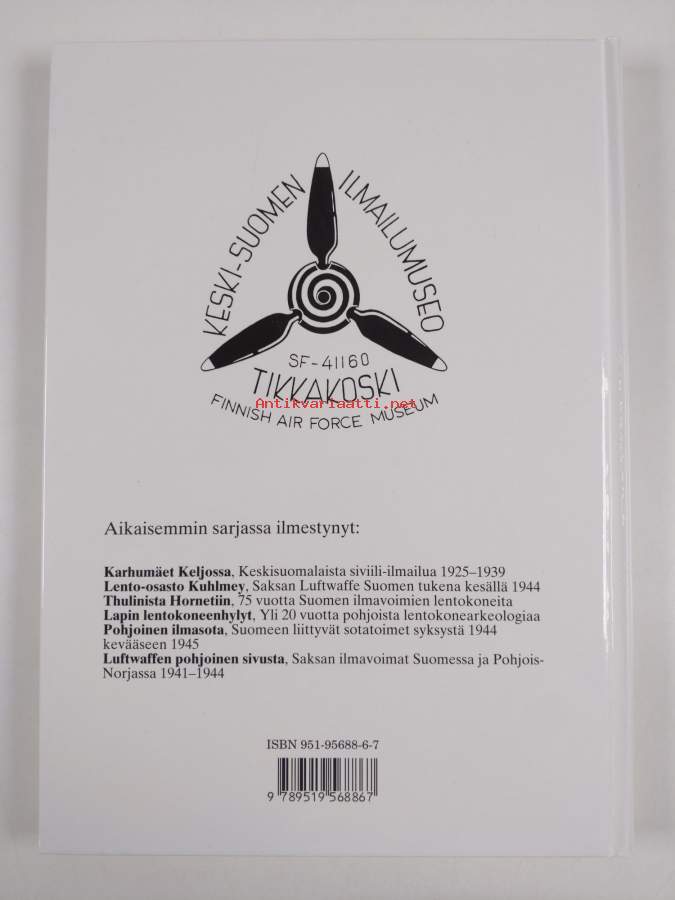 KESKI-SUOMEN ILMAILUMUSEO
SF-41160
TIKKAKOSKI
Antikvariaatti.net
FINNISH AIR FORCE MUSEUM
Aikaisemmin sarjassa ilmestynyt:
Karhumäet Keljossa, Keskisuomalaista siviili-ilmailua 1925–1939
Lento-osasto Kuhlmey, Saksan Luftwaffe Suomen tukena kesällä 1944
Thulinista Hornetiin, 75 vuotta Suomen ilmavoimien lentokoneita
Lapin lentokoneenhylyt, Yli 20 vuotta pohjoista lentokonearkeologiaa
Pohjoinen ilmasota, Suomeen liittyvät sotatoimet syksystä 1944
kevääseen 1945
Luftwaffen pohjoinen sivusta, Saksan ilmavoimat Suomessa ja Pohjois-
Norjassa 1941–1944
ISBN 951-95688-6-7
9 789519 568867